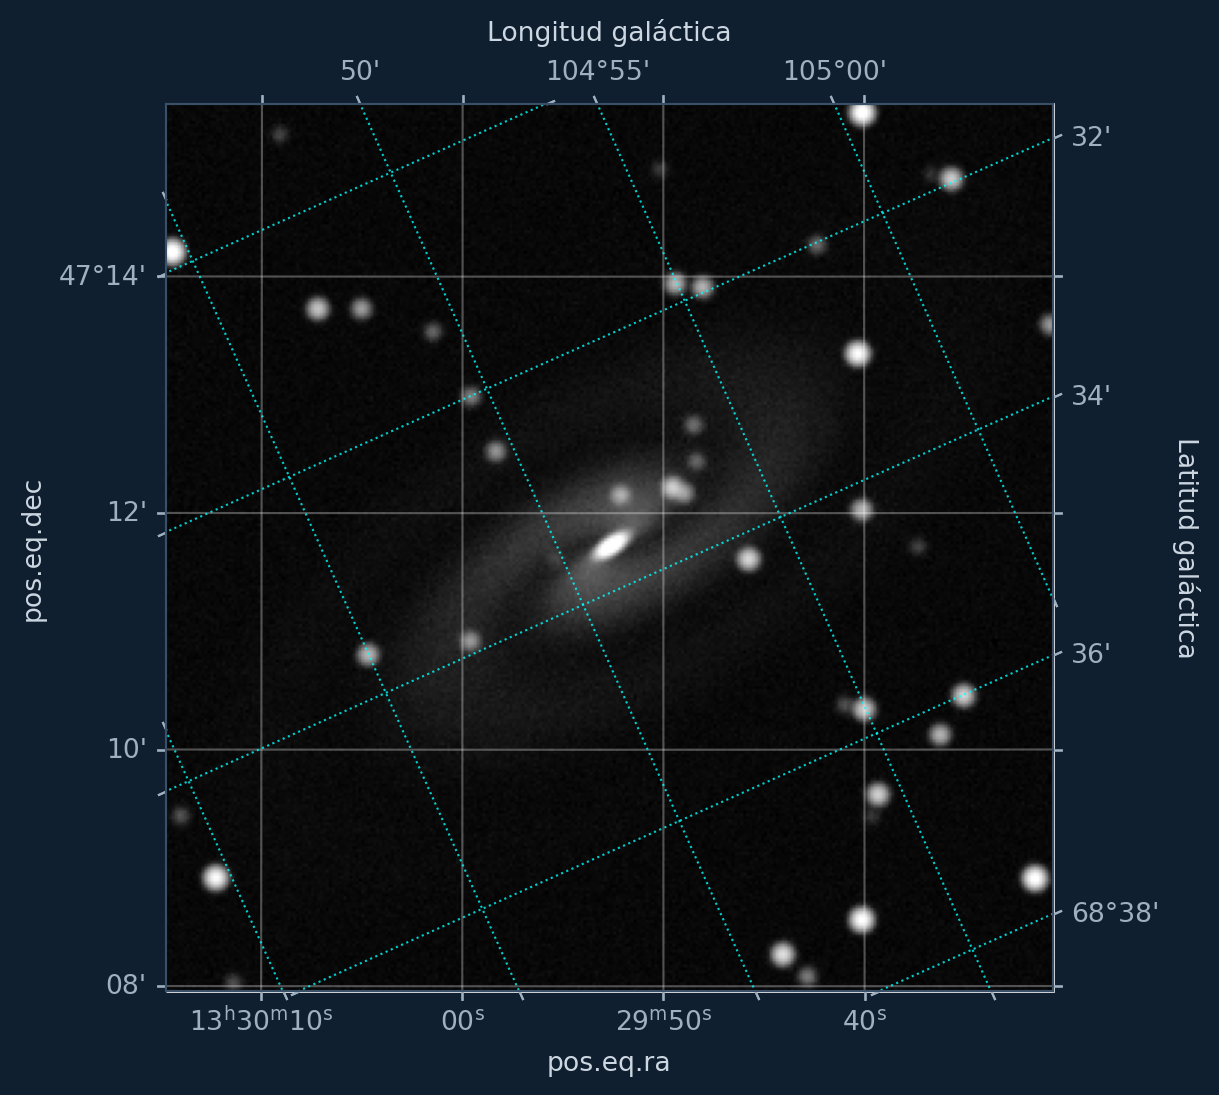 Longitud galáctica
50' 104°55' 105°00'
32'
47°14'
34'
12'
pos.eq.dec
Latitud galáctica
36'
10'
68°38'
08'
13ʰ30ᵐ10ˢ 00ˢ 29ᵐ50ˢ 40ˢ
pos.eq.ra